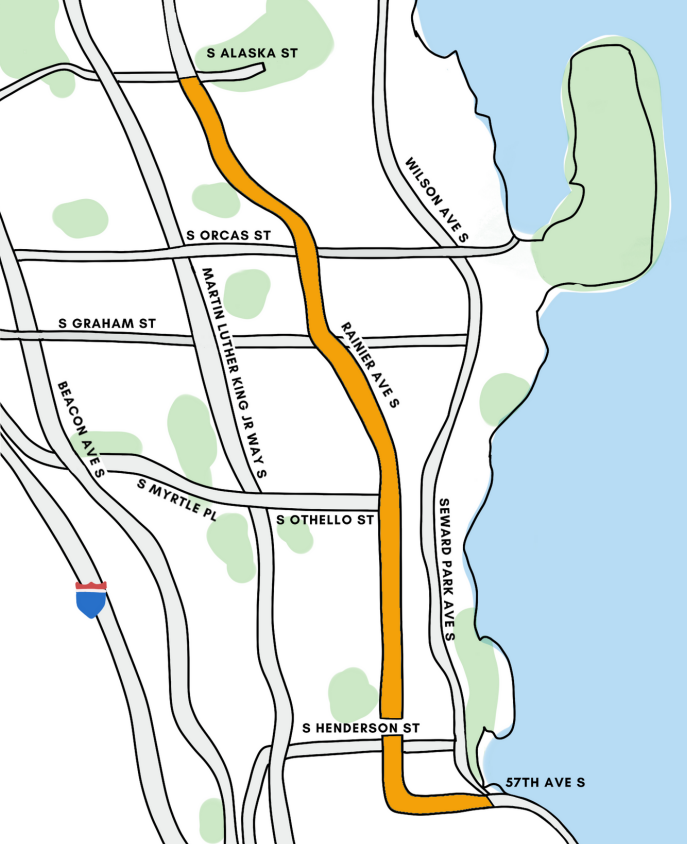 S ALASKA ST
WILSON AVE S
S ORCAS ST
MARTIN LUTHER KING JR WAY S
S GRAHAM ST
RAINIER AVE S
BEACON AVE S
S MYRTLE PL
S OTHELLO ST
SEWARD PARK AVE S
S HENDERSON ST
57TH AVE S